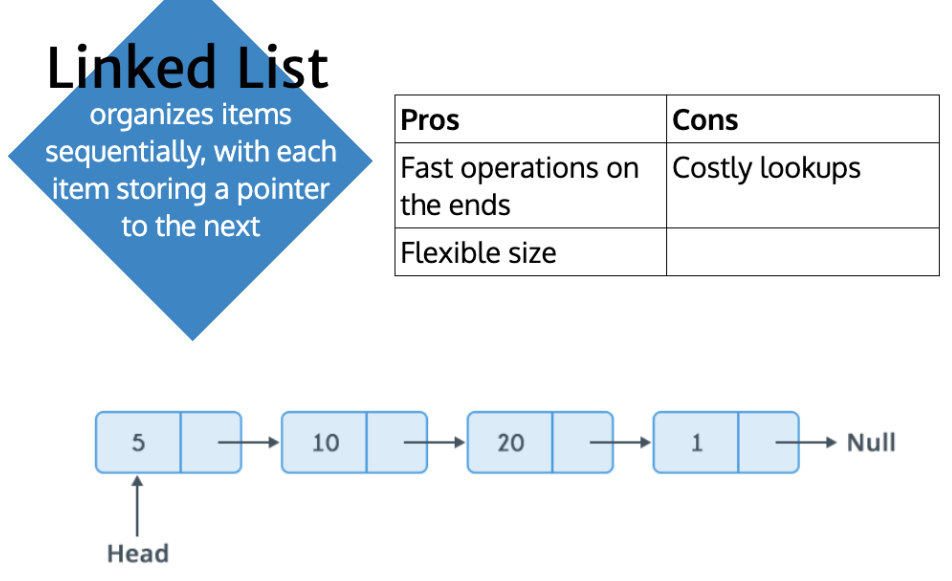 Linked List
organizes items
sequentially, with each
item storing a pointer
to the next
Pros Cons
Fast operations on Costly lookups
the ends
Flexible size
5 10 20 1 Null
Head